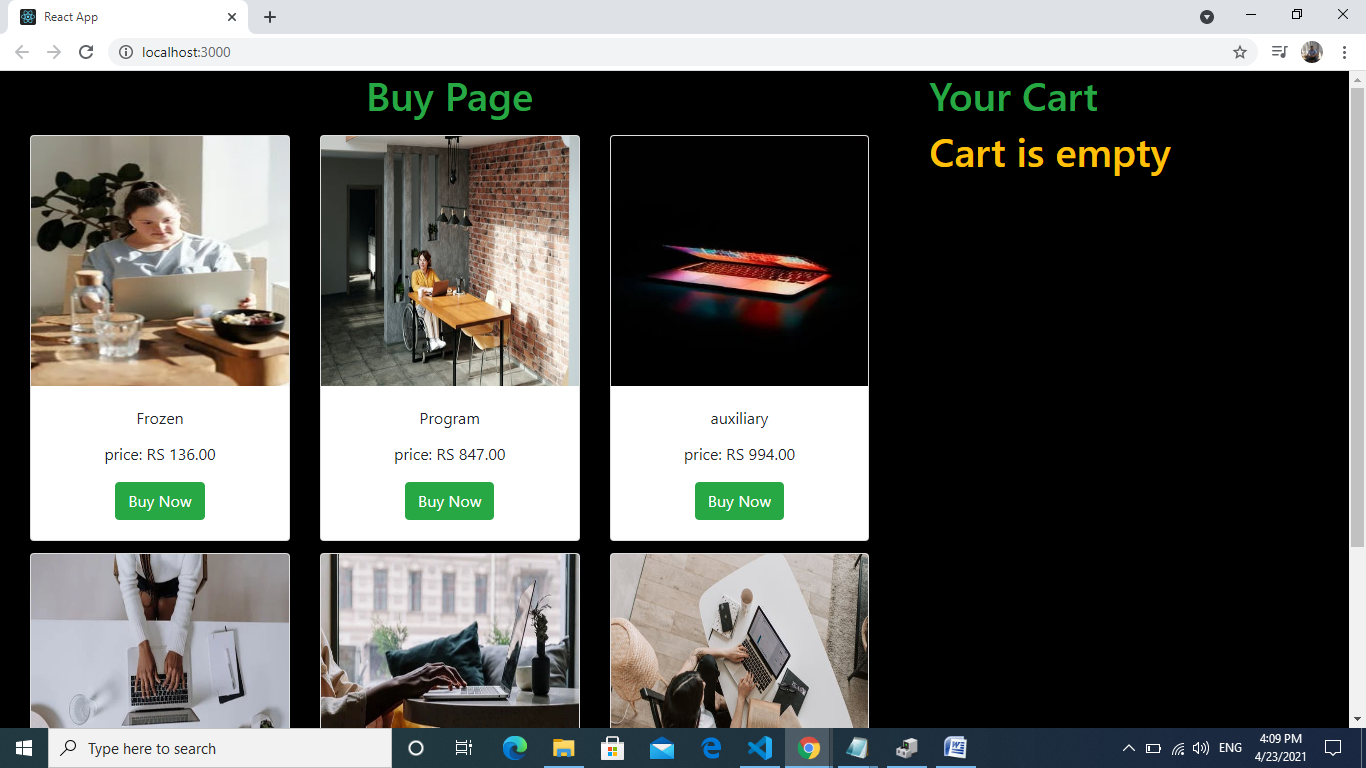 React App
localhost:3000
Buy Page
Your Cart
Cart is empty
Frozen
price: RS 136.00
Buy Now
Program
price: RS 847.00
Buy Now
auxiliary
price: RS 994.00
Buy Now
Type here to search
ENG
4:09 PM
4/23/2021